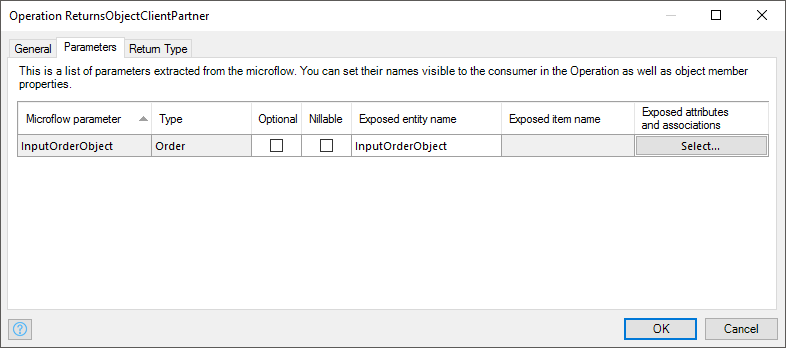 Operation ReturnsObjectClientPartner
General Parameters Return Type
This is a list of parameters extracted from the microflow. You can set their names visible to the consumer in the Operation as well as object member
properties.
Microflow parameter Type Optional Nillable Exposed entity name Exposed item name Exposed attributes
and associations
InputOrderObject Order InputOrderObject Select...
?
OK Cancel